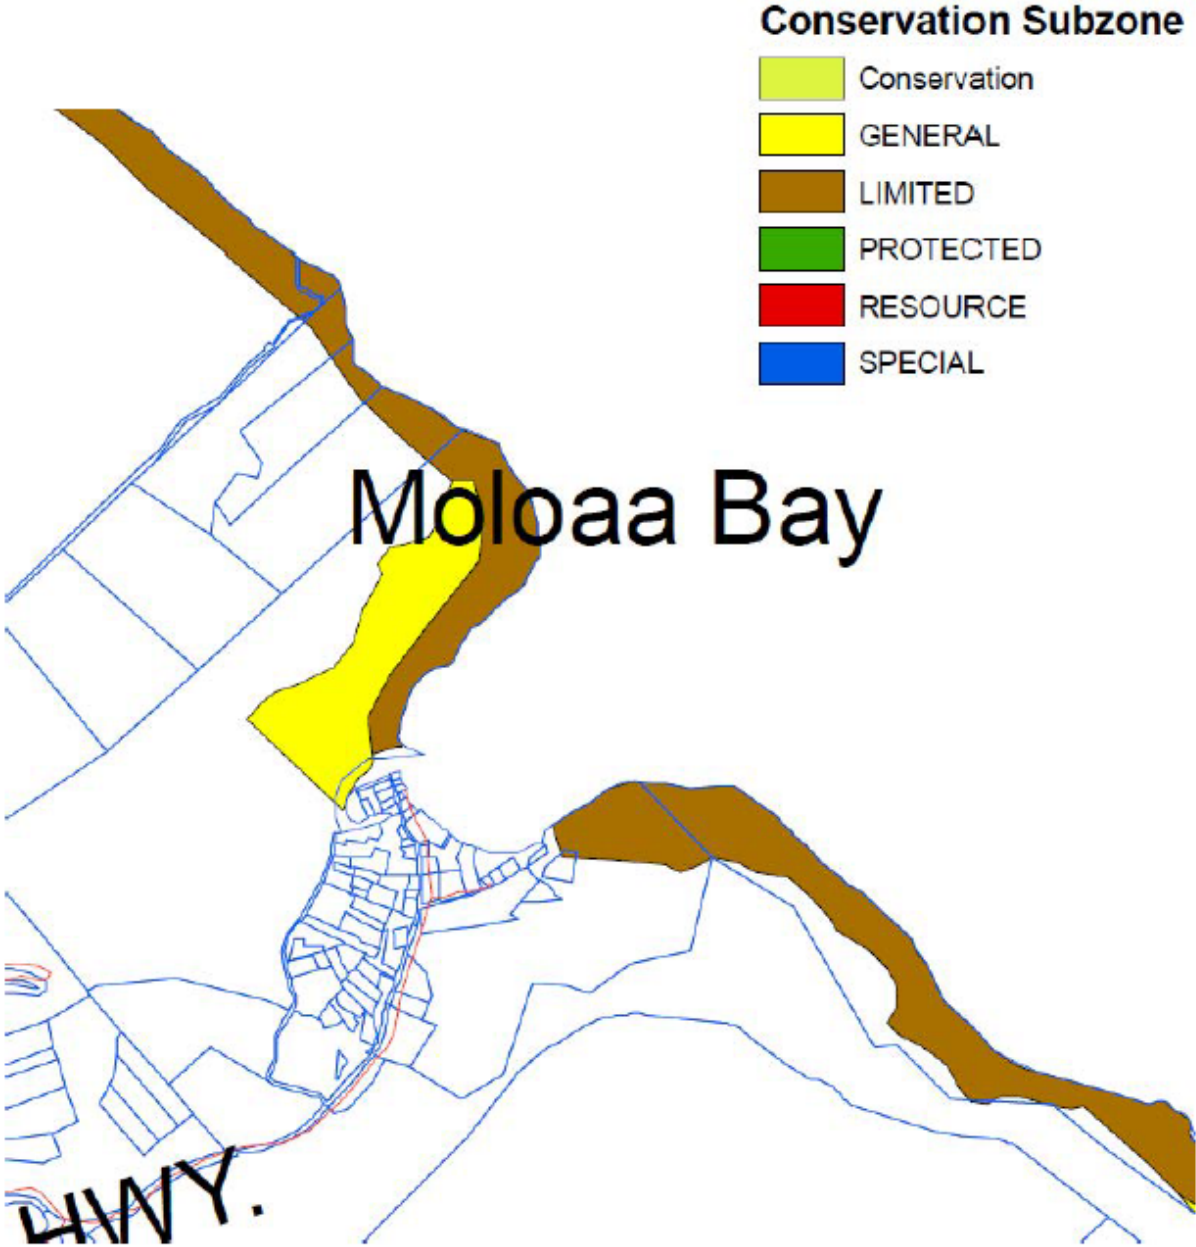 Conservation Subzone
Conservation
GENERAL
LIMITED
PROTECTED
RESOURCE
SPECIAL
Moloaa Bay
HWY.